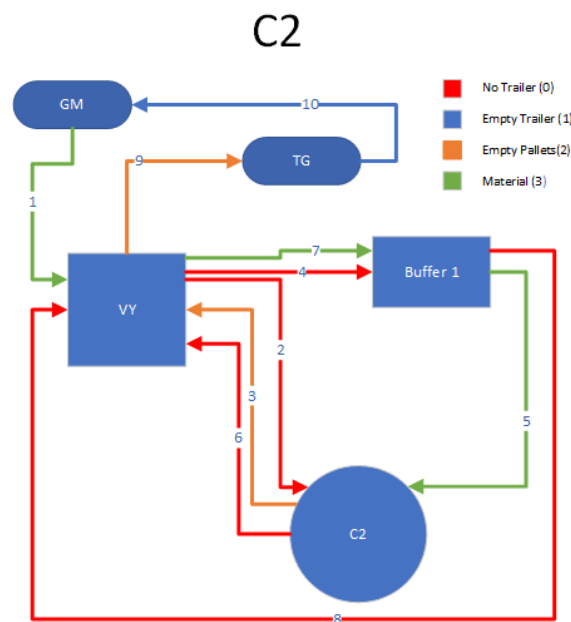 C2
GM
10
No Trailer (0)
Empty Trailer (1)
Empty Pallets(2)
Material (3)
9
TG
1
7
4
Buffer 1
VY
2
3
5
6
C2
8